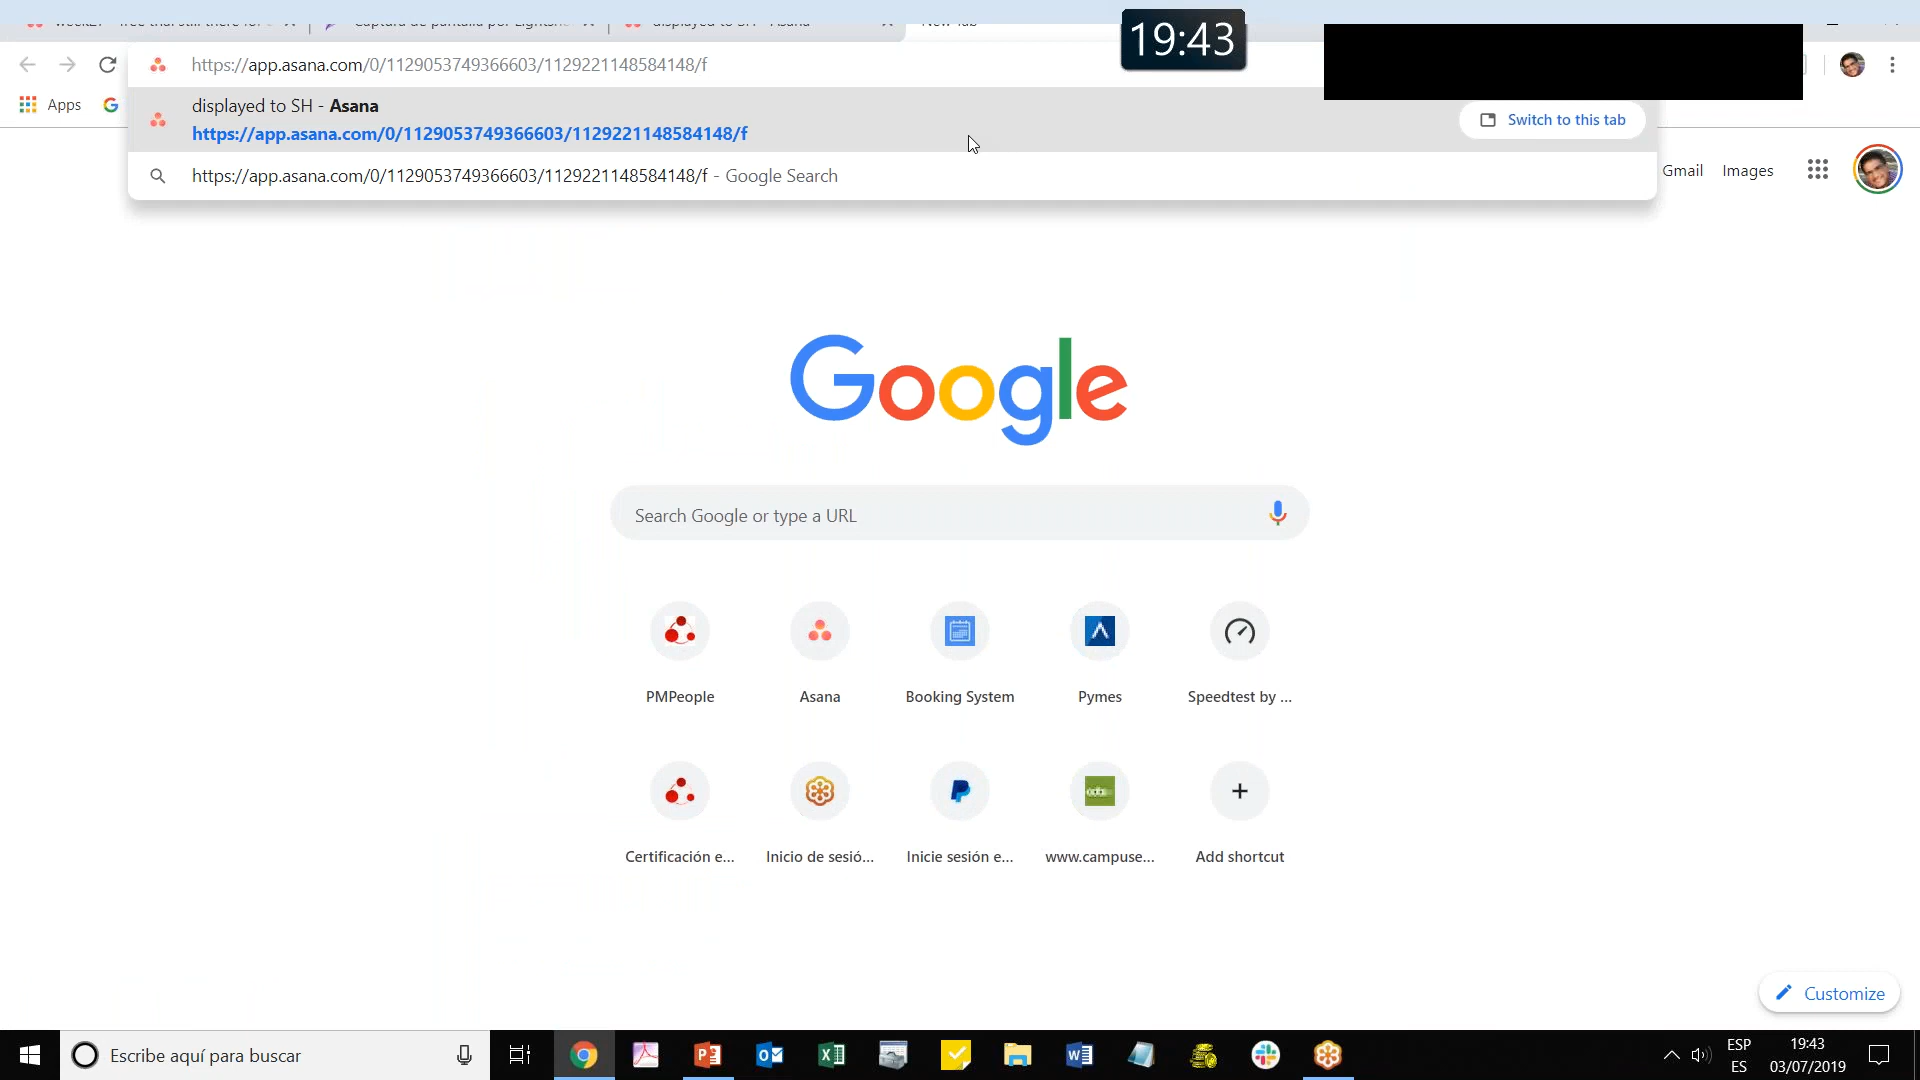 19:43
https://app.asana.com/0/1129053749366603/1129221148584148/f
Apps
displayed to SH - Asana
https://app.asana.com/0/1129053749366603/1129221148584148/f
Switch to this tab
https://app.asana.com/0/1129053749366603/1129221148584148/f - Google Search
Gmail
Images
Google
Search Google or type a URL
PMPeople
Asana
Booking System
Pymes
Speedtest by ...
Certificación e...
Inicio de sesió...
Inicie sesión e...
www.campuse...
Add shortcut
Customize
Escribe aquí para buscar
ESP
ES
19:43
03/07/2019